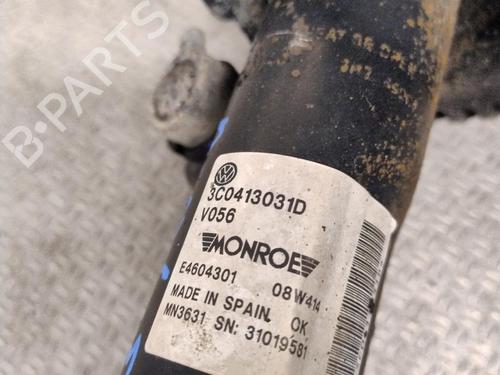 3C0413031D
V056
MONROE
E4604301 08W414
MADE IN SPAIN. OK
MN3631 SN: 31019581
B-PARTS